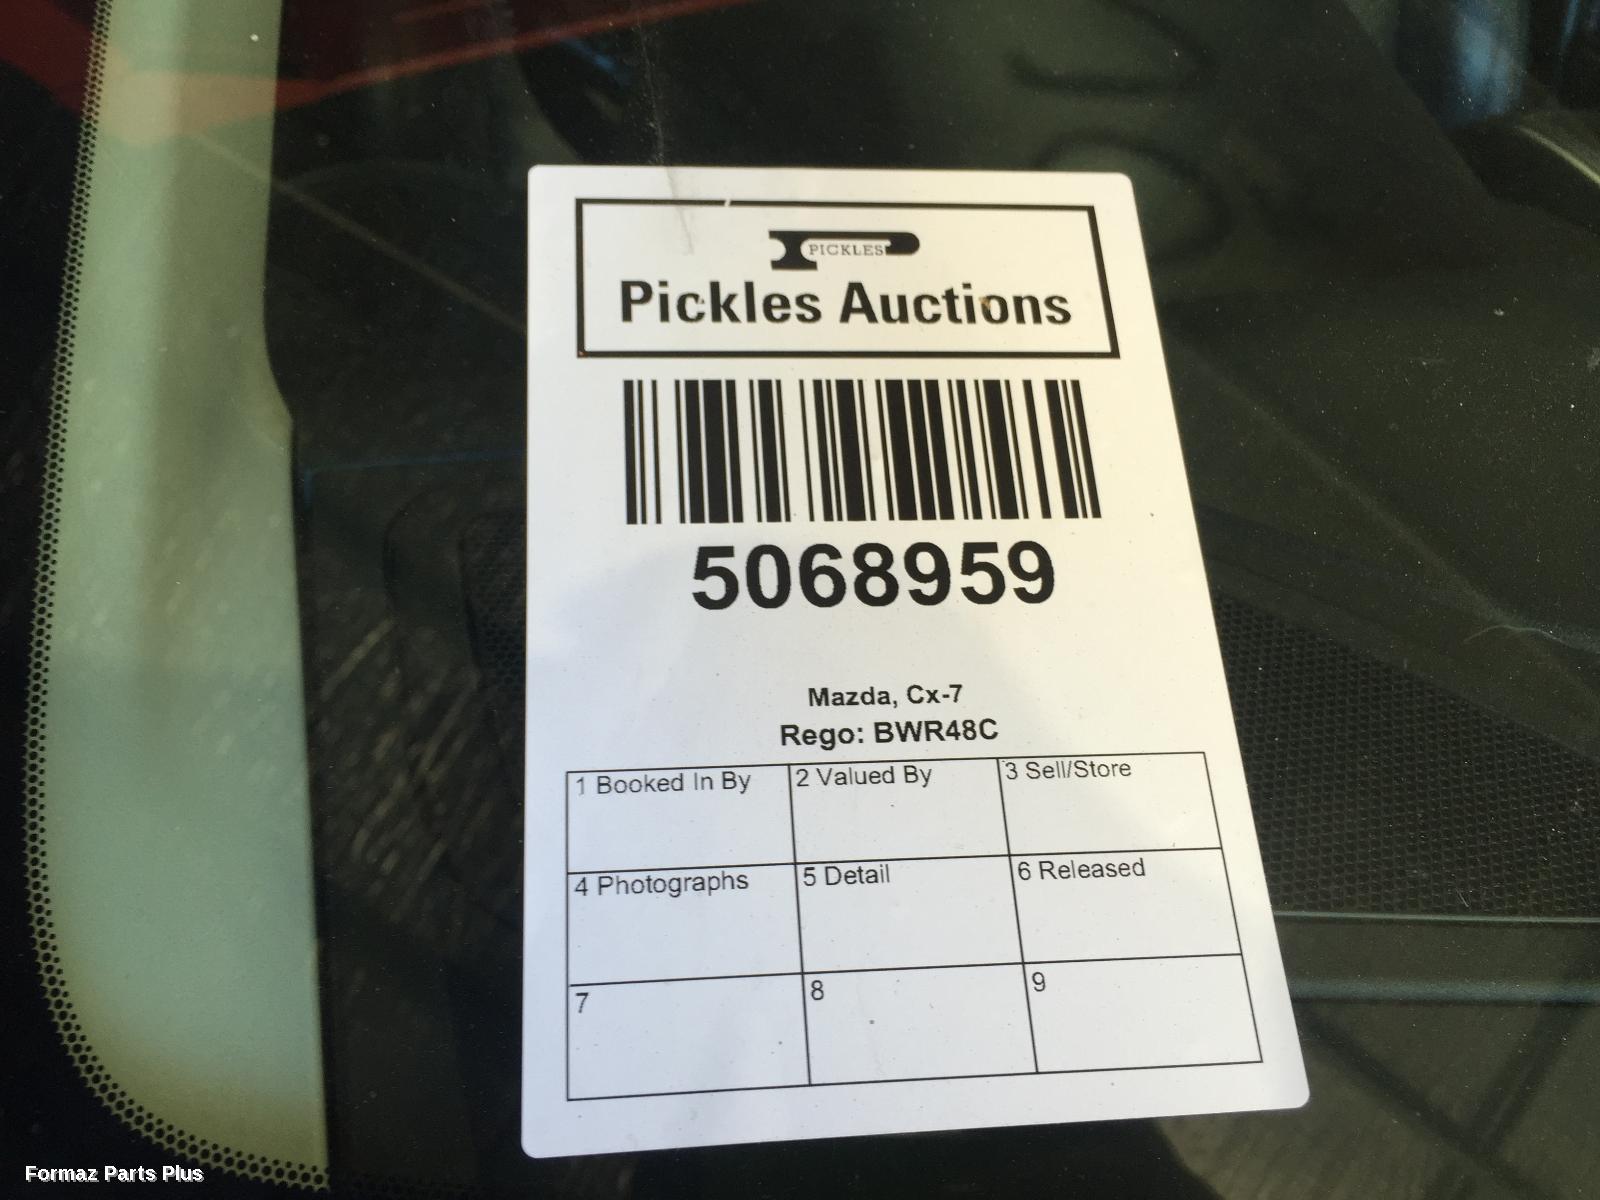 PICKLES
Pickles Auctions
5068959
Mazda, Cx-7
Rego: BWR48C
1 Booked In By
2 Valued By
3 Sell/Store
4 Photographs
5 Detail
6 Released
7
8
9
Formaz Parts Plus